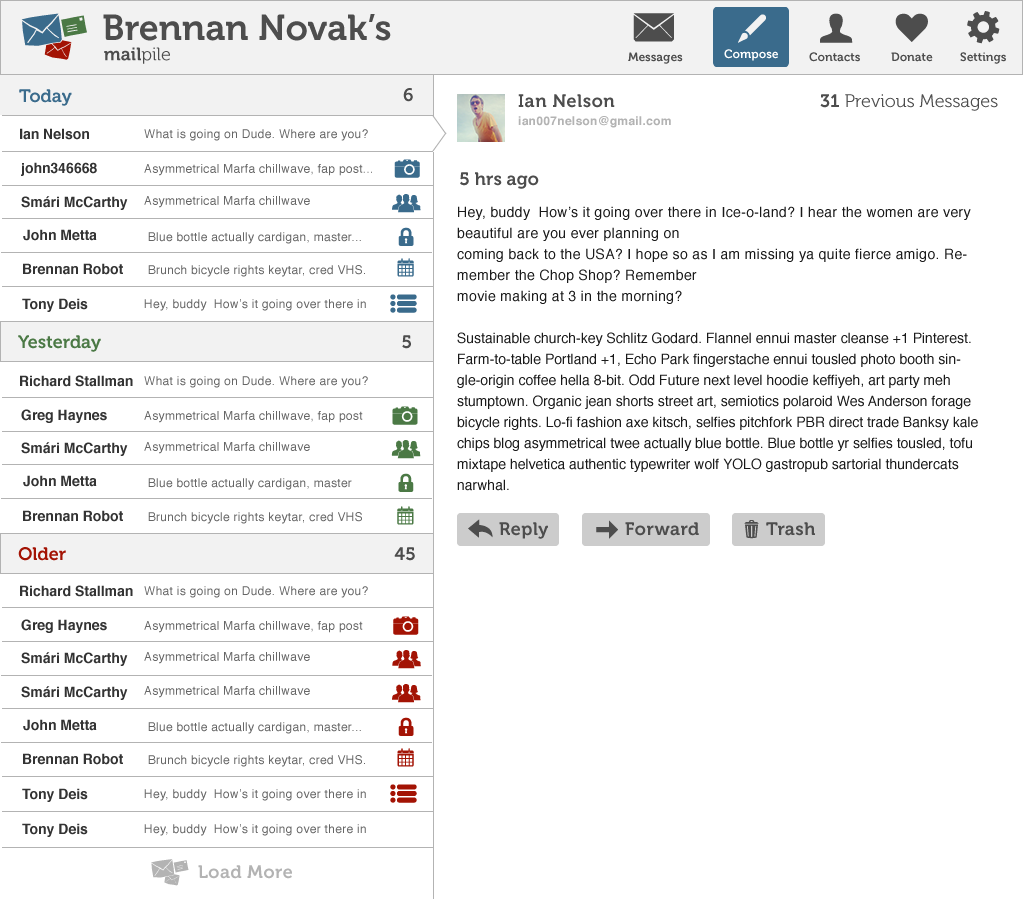 Brennan Novak’s
mailpile
Messages
Compose
Contacts
Donate
Settings
Today 6
Ian Nelson What is going on Dude. Where are you?
john346668 Asymmetrical Marfa chillwave, fap post...
Smári McCarthy Asymmetrical Marfa chillwave
John Metta Blue bottle actually cardigan, master...
Brennan Robot Brunch bicycle rights keytar, cred VHS.
Tony Deis Hey, buddy  How’s it going over there in
Yesterday 5
Richard Stallman What is going on Dude. Where are you?
Greg Haynes Asymmetrical Marfa chillwave, fap post
Smári McCarthy Asymmetrical Marfa chillwave
John Metta Blue bottle actually cardigan, master
Brennan Robot Brunch bicycle rights keytar, cred VHS
Older 45
Richard Stallman What is going on Dude. Where are you?
Greg Haynes Asymmetrical Marfa chillwave, fap post
Smári McCarthy Asymmetrical Marfa chillwave
Smári McCarthy Asymmetrical Marfa chillwave
John Metta Blue bottle actually cardigan, master...
Brennan Robot Brunch bicycle rights keytar, cred VHS.
Tony Deis Hey, buddy  How’s it going over there in
Tony Deis Hey, buddy  How’s it going over there in
Load More
Ian Nelson
ian007nelson@gmail.com
31 Previous Messages
5 hrs ago
Hey, buddy  How’s it going over there in Ice-o-land? I hear the women are very
beautiful are you ever planning on
coming back to the USA? I hope so as I am missing ya quite fierce amigo. Re-
member the Chop Shop? Remember
movie making at 3 in the morning?
Sustainable church-key Schlitz Godard. Flannel ennui master cleanse +1 Pinterest.
Farm-to-table Portland +1, Echo Park fingerstache ennui tousled photo booth sin-
gle-origin coffee hella 8-bit. Odd Future next level hoodie keffiyeh, art party meh
stumptown. Organic jean shorts street art, semiotics polaroid Wes Anderson forage
bicycle rights. Lo-fi fashion axe kitsch, selfies pitchfork PBR direct trade Banksy kale
chips blog asymmetrical twee actually blue bottle. Blue bottle yr selfies tousled, tofu
mixtape helvetica authentic typewriter wolf YOLO gastropub sartorial thundercats
narwhal.
Reply
Forward
Trash